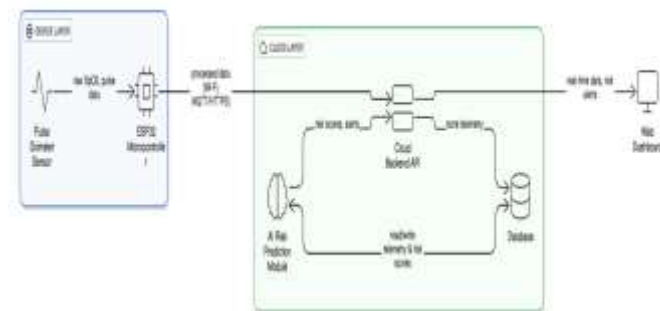 DEVICE LAYER
CLOUD LAYER
raw SpO2, pulse
data
processed data
(Wi-Fi,
MQTT/HTTPS)
real-time data, risk
alerts
Pulse
Oximeter
Sensor
ESP32
Microcontrolle
r
risk scores, alerts
store telemetry
Cloud
Backend API
Web
Dashboard
AI Risk
Prediction
Module
read/write
telemetry & risk
scores
Database